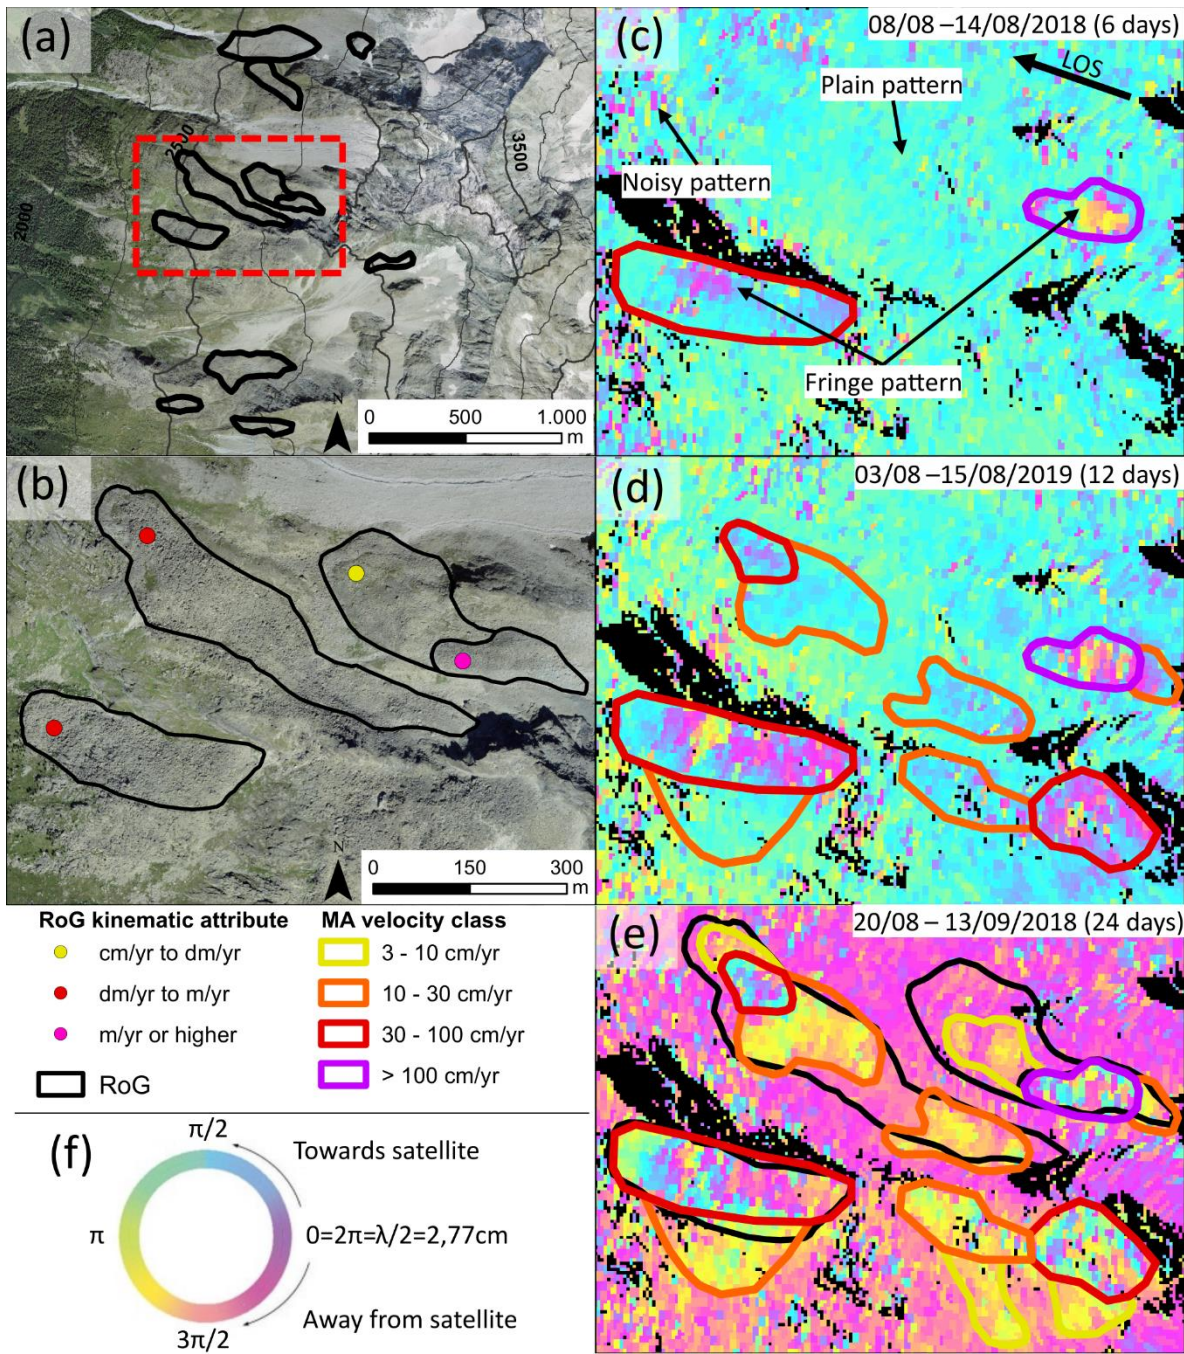 (a)
2500
3500
2000
N
0 500 1.000
m
(c)
08/08 –14/08/2018 (6 days)
LOS
Plain pattern
Noisy pattern
Fringe pattern
(b)
N
0 150 300
m
(d)
03/08 –15/08/2019 (12 days)
RoG kinematic attribute
cm/yr to dm/yr
dm/yr to m/yr
m/yr or higher
RoG
MA velocity class
3 - 10 cm/yr
10 - 30 cm/yr
30 - 100 cm/yr
> 100 cm/yr
(e)
20/08 – 13/09/2018 (24 days)
(f)
π/2
Towards satellite
π
0=2π=λ/2=2,77cm
Away from satellite
3π/2